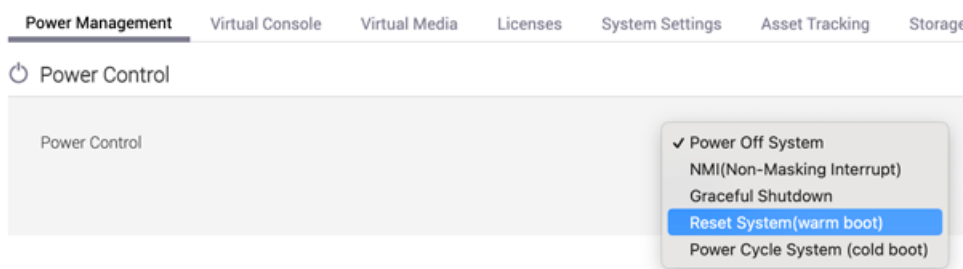 Power Management Virtual Console Virtual Media Licenses System Settings Asset Tracking Storage
Power Control
Power Control
✓ Power Off System
NMI(Non-Masking Interrupt)
Graceful Shutdown
Reset System(warm boot)
Power Cycle System (cold boot)